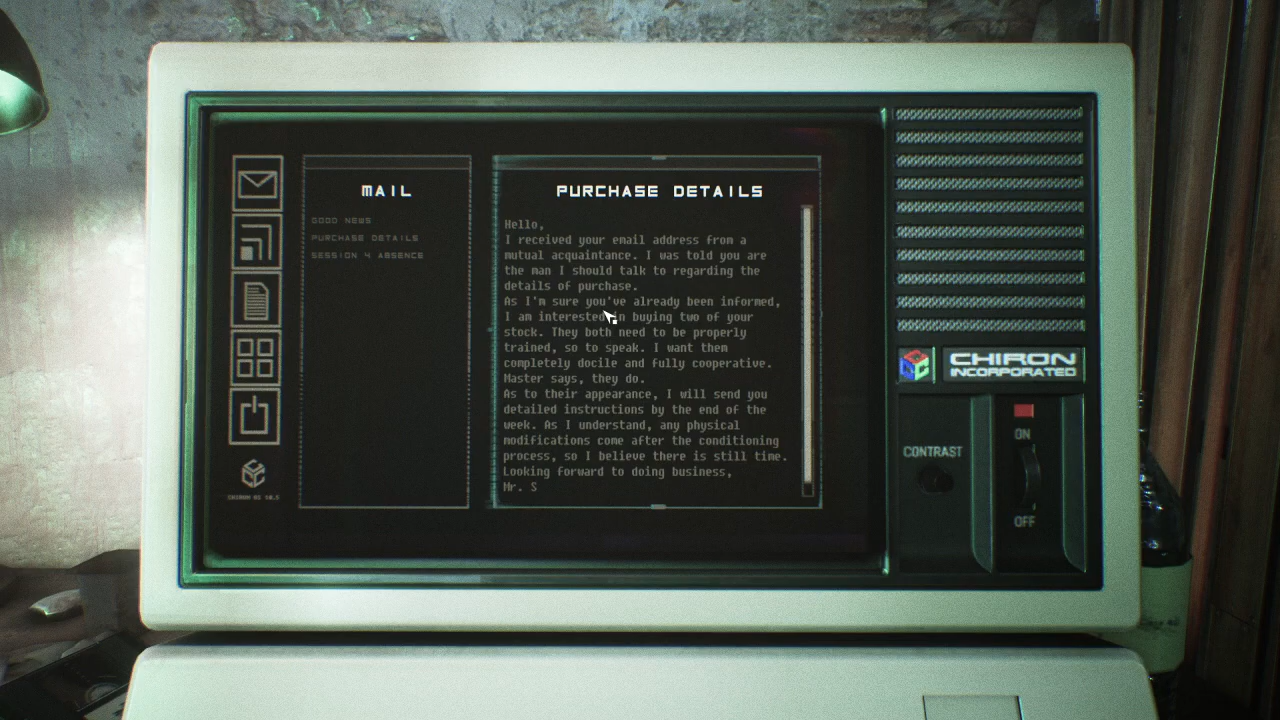 MAIL
GOOD NEWS
PURCHASE DETAILS
SESSION 4 ABSENCE
PURCHASE DETAILS
Hello,
I received your email address from a
mutual acquaintance. I was told you are
the man I should talk to regarding the
details of purchase.
As I'm sure you've already been informed,
I am interested in buying two of your
stock. They both need to be properly
trained, so to speak. I want them
completely docile and fully cooperative.
Master says, they do.
As to their appearance, I will send you
detailed instructions by the end of the
week. As I understand, any physical
modifications come after the conditioning
process, so I believe there is still time.
Looking forward to doing business,
Mr. S
CHIRON
INCORPORATED
CONTRAST
ON
OFF